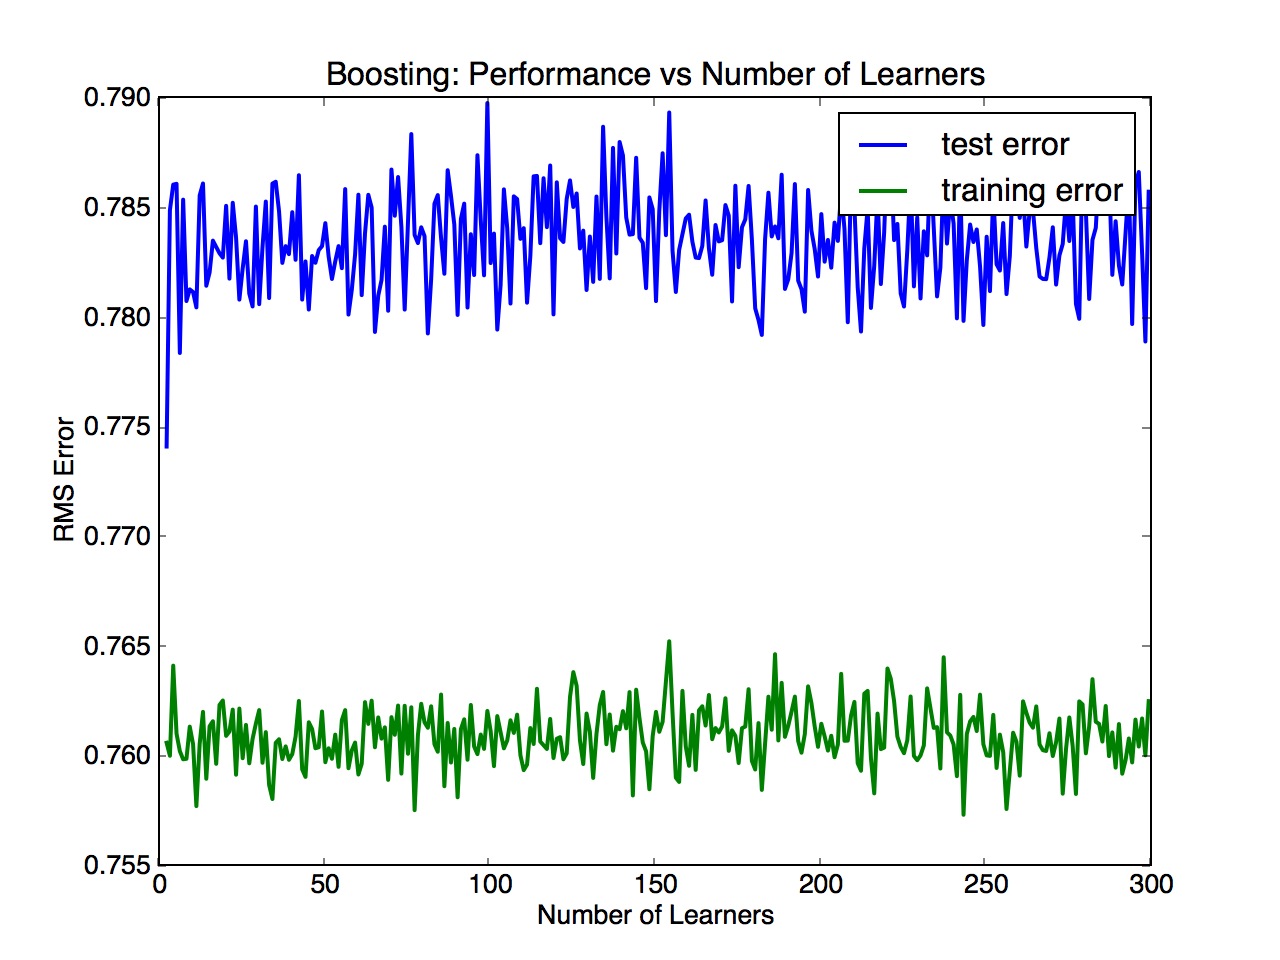 Boosting: Performance vs Number of Learners
0.790
0.785
0.780
0.775
0.770
0.765
0.760
0.755
RMS Error
test error
training error
0 50 100 150 200 250 300
Number of Learners